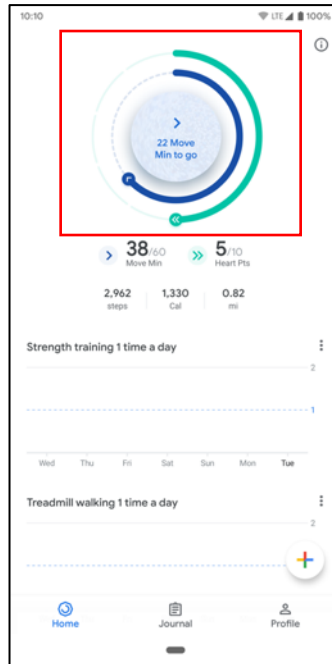 10:10
LTE 100%
22 Move
Min to go
38/60 5/10
Move Min Heart Pts
2,962 1,330 0.82
steps Cal mi
Strength training 1 time a day
2
1
Wed Thu Fri Sat Sun Mon Tue
Treadmill walking 1 time a day
2
Home Journal Profile